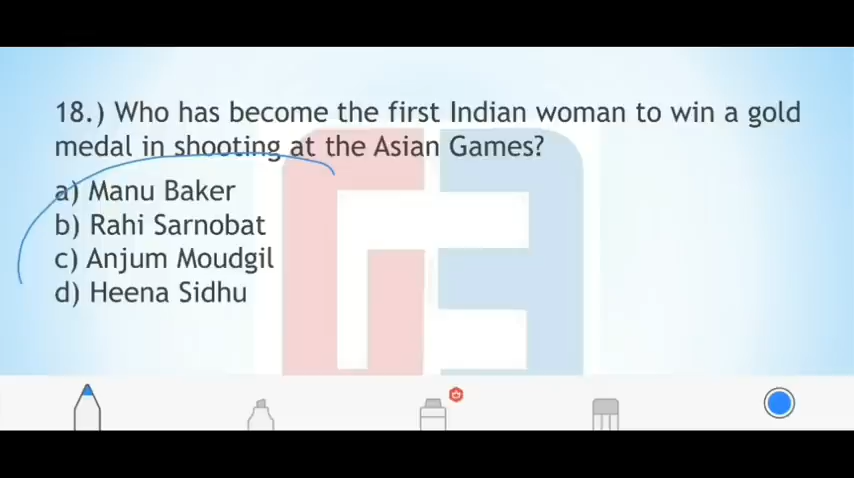 18.) Who has become the first Indian woman to win a gold
medal in shooting at the Asian Games?
a) Manu Baker
b) Rahi Sarnobat
c) Anjum Moudgil
d) Heena Sidhu